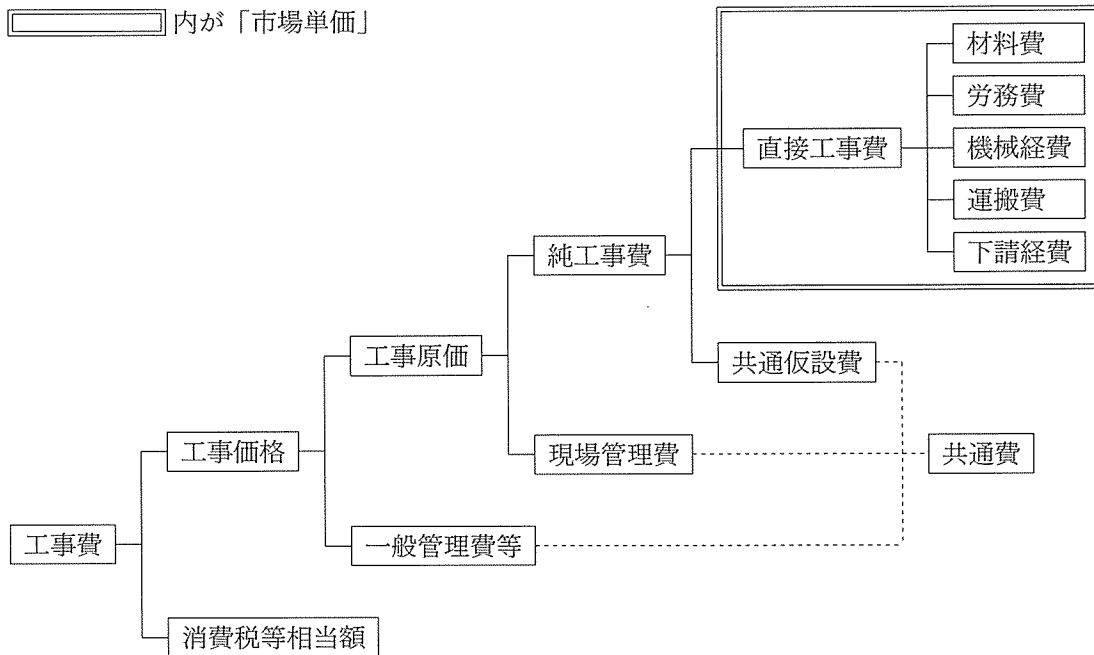 内が「市場単価」
材料費
労務費
直接工事費
機械経費
運搬費
下請経費
純工事費
工事原価
共通仮設費
工事価格
現場管理費
共通費
工事費
一般管理費等
消費税等相当額